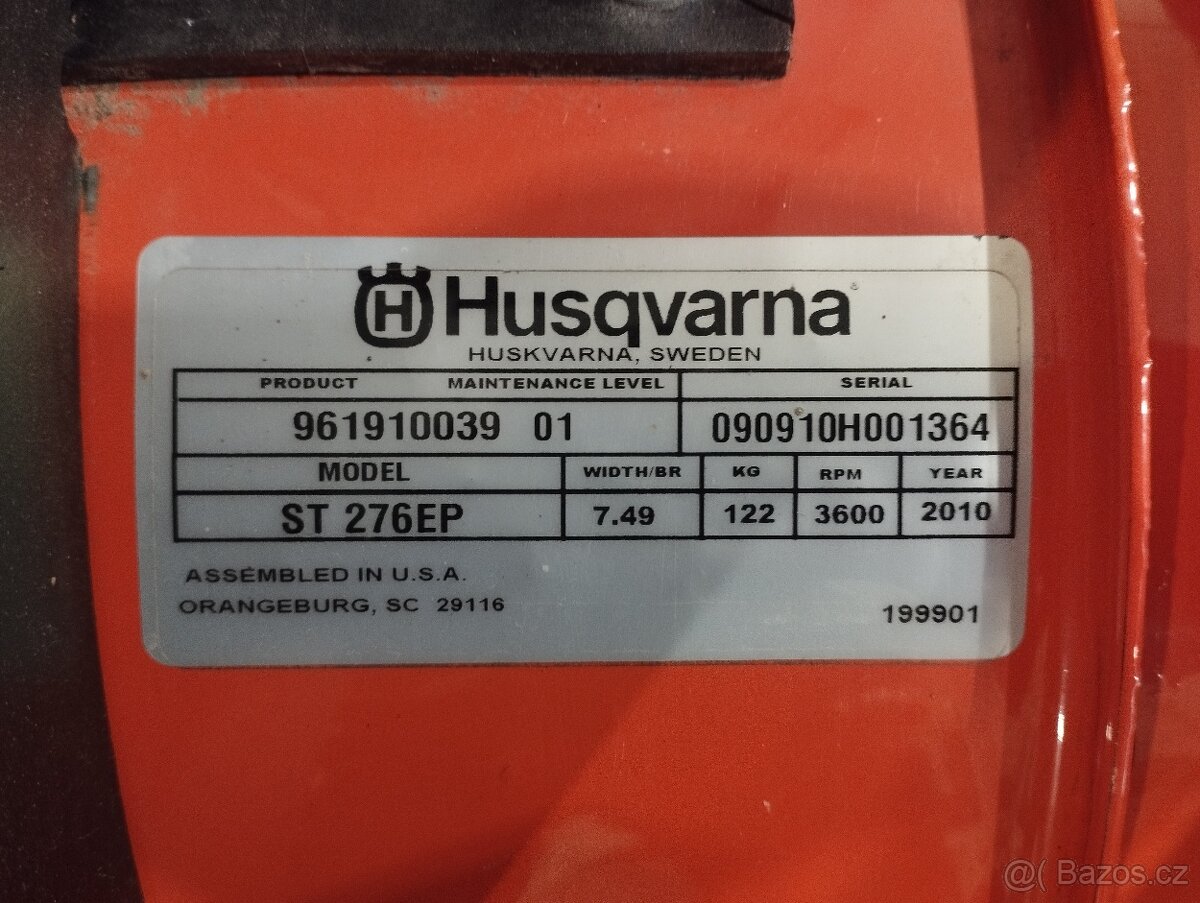 H Husqvarna
HUSKVARNA, SWEDEN
PRODUCT MAINTENANCE LEVEL SERIAL
961910039 01 090910H001364
MODEL WIDTH/BR KG RPM YEAR
ST 276EP 7.49 122 3600 2010
ASSEMBLED IN U.S.A.
ORANGEBURG, SC 29116
199901
@( Bazos.cz